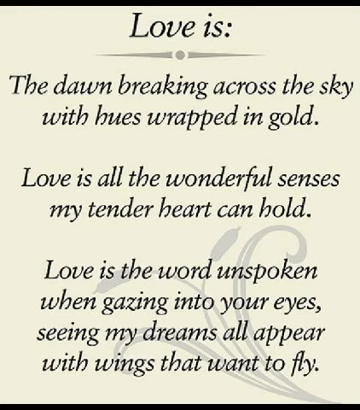 Love is:
The dawn breaking across the sky
with hues wrapped in gold.
Love is all the wonderful senses
my tender heart can hold.
Love is the word unspoken
when gazing into your eyes,
seeing my dreams all appear
with wings that want to fly.